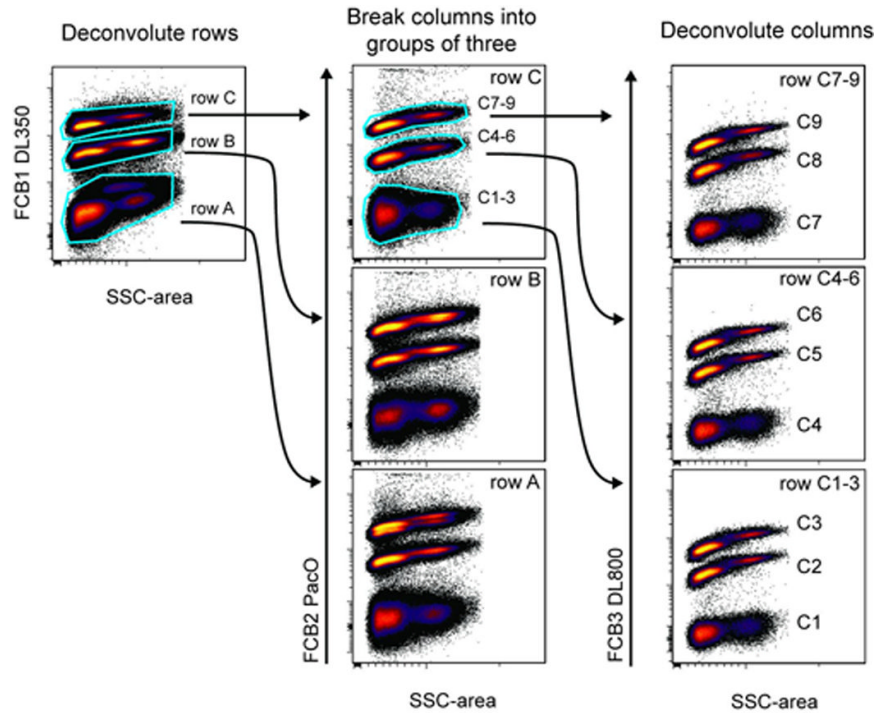 Deconvolute rows
Break columns into
groups of three
Deconvolute columns
FCB1 DL350
row C
row B
row A
SSC-area
FCB2 PacO
row C
C7-9
C4-6
C1-3
row B
row A
SSC-area
FCB3 DL800
row C7-9
C9
C8
C7
row C4-6
C6
C5
C4
row C1-3
C3
C2
C1
SSC-area